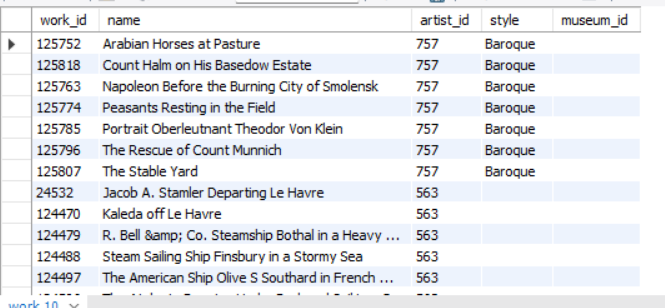 work_id name artist_id style museum_id
125752 Arabian Horses at Pasture 757 Baroque
125818 Count Halm on His Basedow Estate 757 Baroque
125763 Napoleon Before the Burning City of Smolensk 757 Baroque
125774 Peasants Resting in the Field 757 Baroque
125785 Portrait Oberleutnant Theodor Von Klein 757 Baroque
125796 The Rescue of Count Munnich 757 Baroque
125807 The Stable Yard 757 Baroque
24532 Jacob A. Stamler Departing Le Havre 563
124470 Kaleda off Le Havre 563
124479 R. Bell &amp; Co. Steamship Bothal in a Heavy ... 563
124488 Steam Sailing Ship Finsbury in a Stormy Sea 563
124497 The American Ship Olive S Southard in French ... 563
work 10